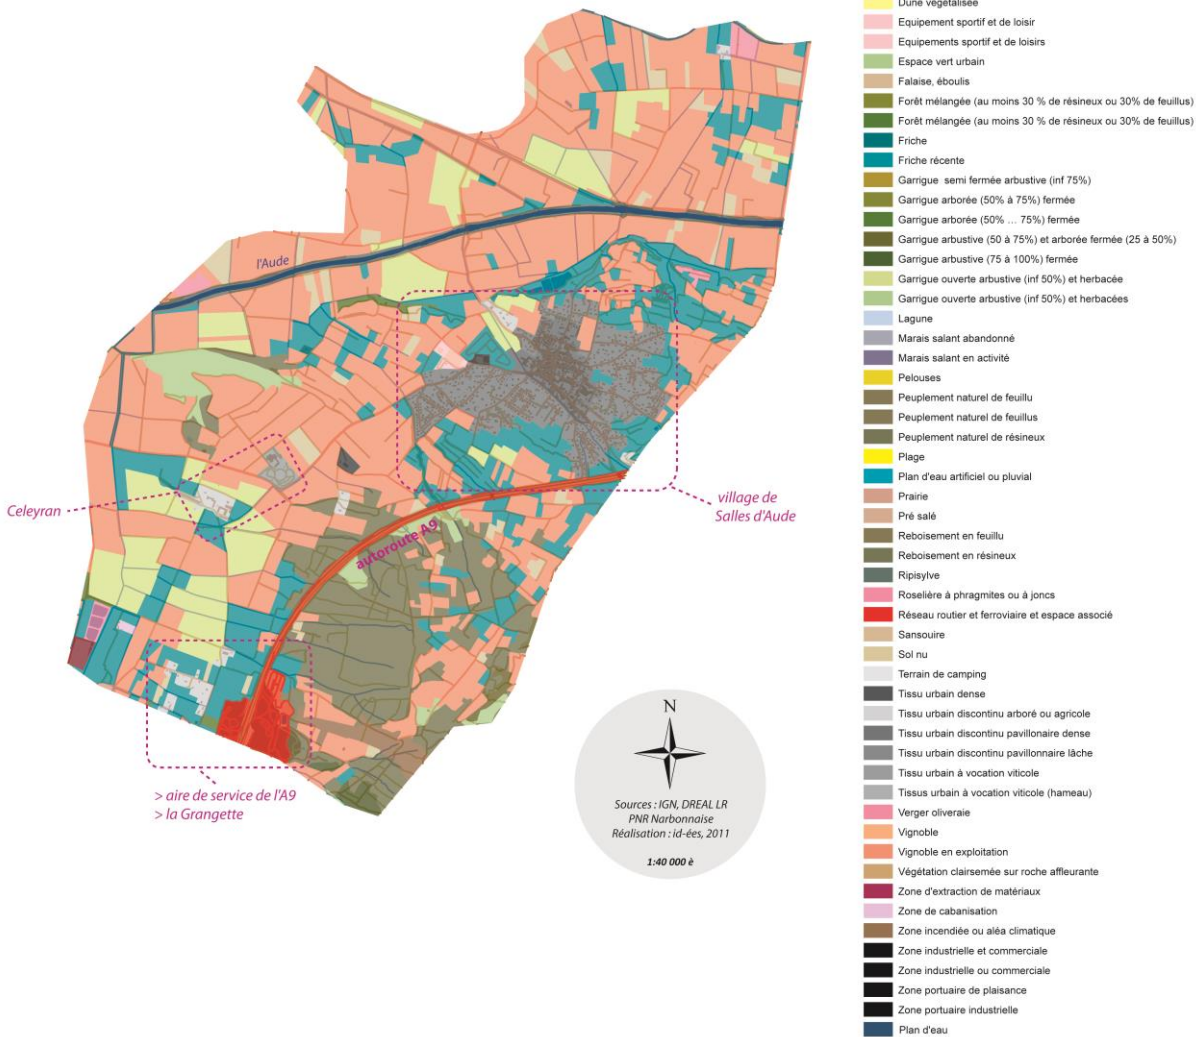 Dune végétalisée
Equipement sportif et de loisir
Equipements sportif et de loisirs
Espace vert urbain
Falaise, éboulis
Forêt mélangée (au moins 30 % de résineux ou 30% de feuillus)
Forêt mélangée (au moins 30 % de résineux ou 30% de feuillus)
Friche
Friche récente
Garrigue semi fermée arbustive (inf 75%)
Garrigue arborée (50% à 75%) fermée
Garrigue arborée (50% ... 75%) fermée
Garrigue arbustive (50 à 75%) et arborée fermée (25 à 50%)
Garrigue arbustive (75 à 100%) fermée
Garrigue ouverte arbustive (inf 50%) et herbacée
Garrigue ouverte arbustive (inf 50%) et herbacées
Lagune
Marais salant abandonné
Marais salant en activité
Pelouses
Peuplement naturel de feuillu
Peuplement naturel de feuillus
Peuplement naturel de résineux
Plage
Plan d'eau artificiel ou pluvial
Prairie
Pré salé
Reboisement en feuillu
Reboisement en résineux
Ripisylve
Roselière à phragmites ou à joncs
Réseau routier et ferroviaire et espace associé
Sansouire
Sol nu
Terrain de camping
Tissu urbain dense
Tissu urbain discontinu arboré ou agricole
Tissu urbain discontinu pavillonaire dense
Tissu urbain discontinu pavillonnaire lâche
Tissu urbain à vocation viticole
Tissus urbain à vocation viticole (hameau)
Verger oliveraie
Vignoble
Vignoble en exploitation
Végétation clairsemée sur roche affleurante
Zone d'extraction de matériaux
Zone de cabanisation
Zone incendiée ou aléa climatique
Zone industrielle et commerciale
Zone industrielle ou commerciale
Zone portuaire de plaisance
Zone portuaire industrielle
Plan d'eau
l'Aude
Celeyran
village de
Salles d'Aude
autoroute A9
> aire de service de l'A9
> la Grangette
N
Sources : IGN, DREAL LR
PNR Narbonnaise
Réalisation : id-ées, 2011
1:40 000 è